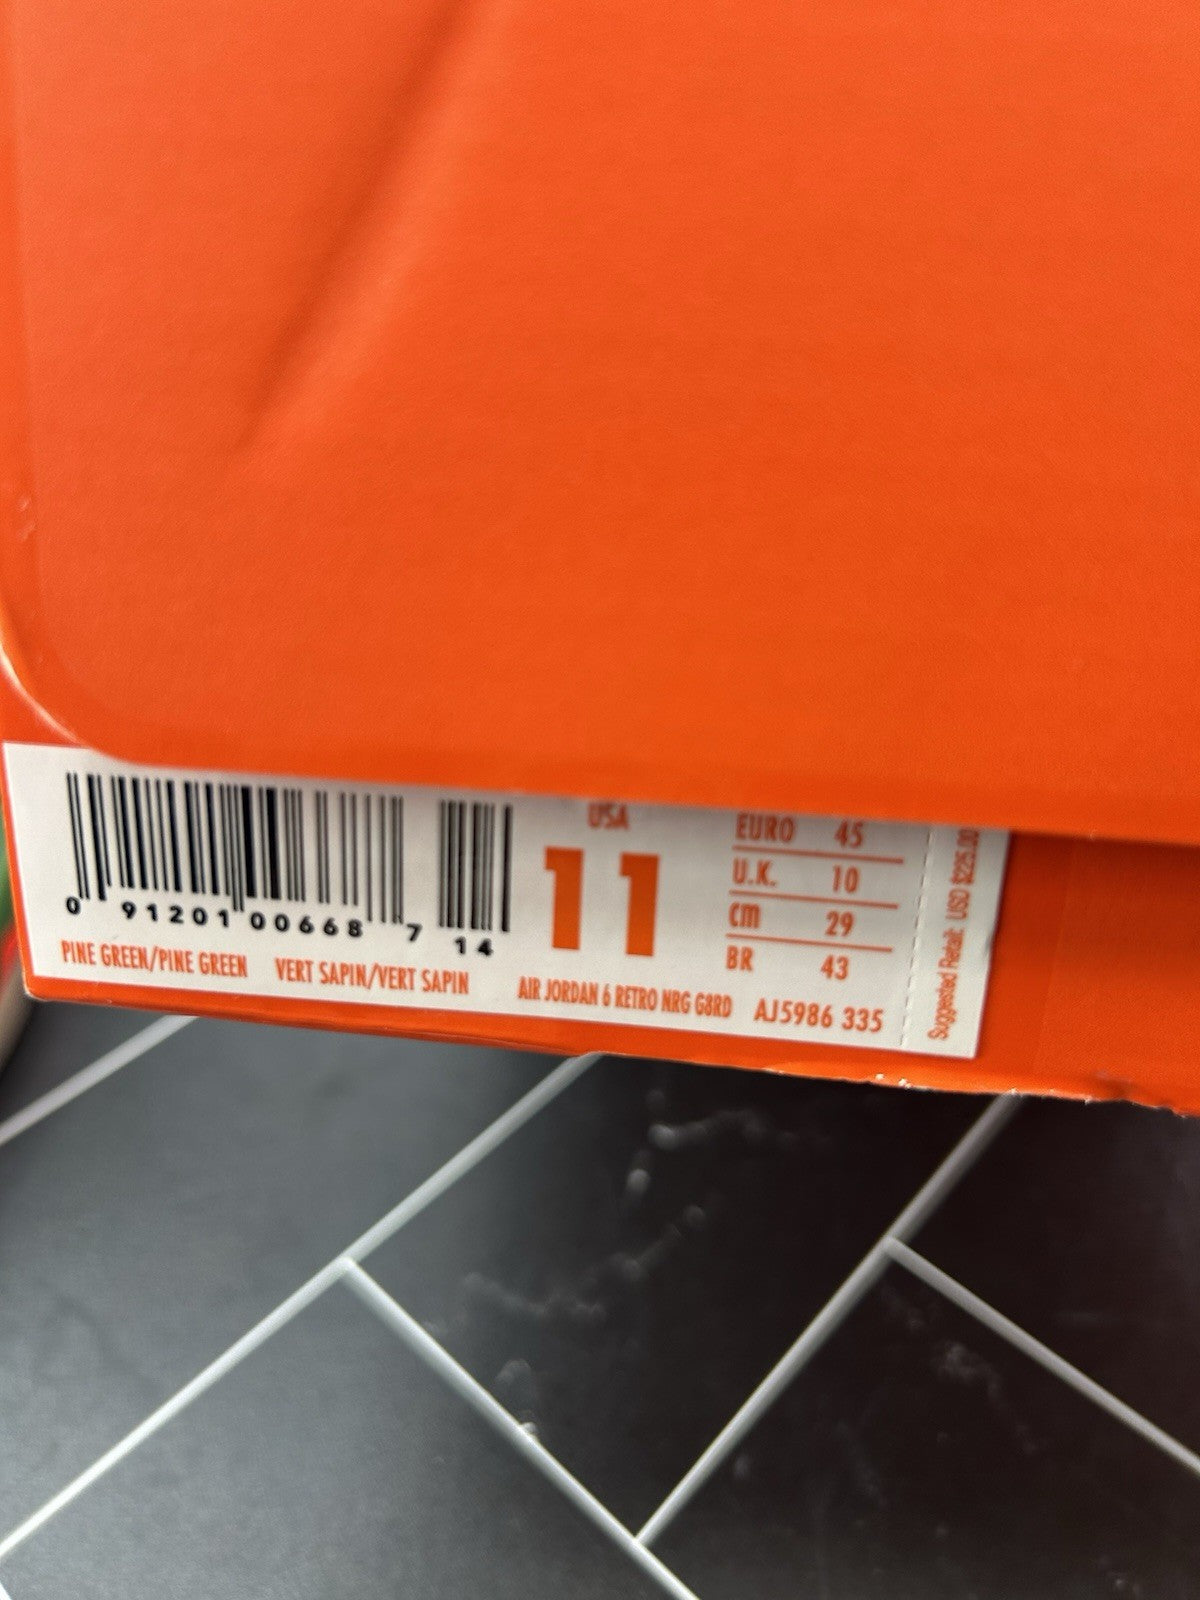 0 91201 00668 7 14
PINE GREEN/PINE GREEN VERT SAPIN/VERT SAPIN
USA
11
AIR JORDAN 6 RETRO NRG G8RD AJ5986 335
EURO 45
U.K. 10
CM 29
BR 43
Suggested Retail: USD $225.00